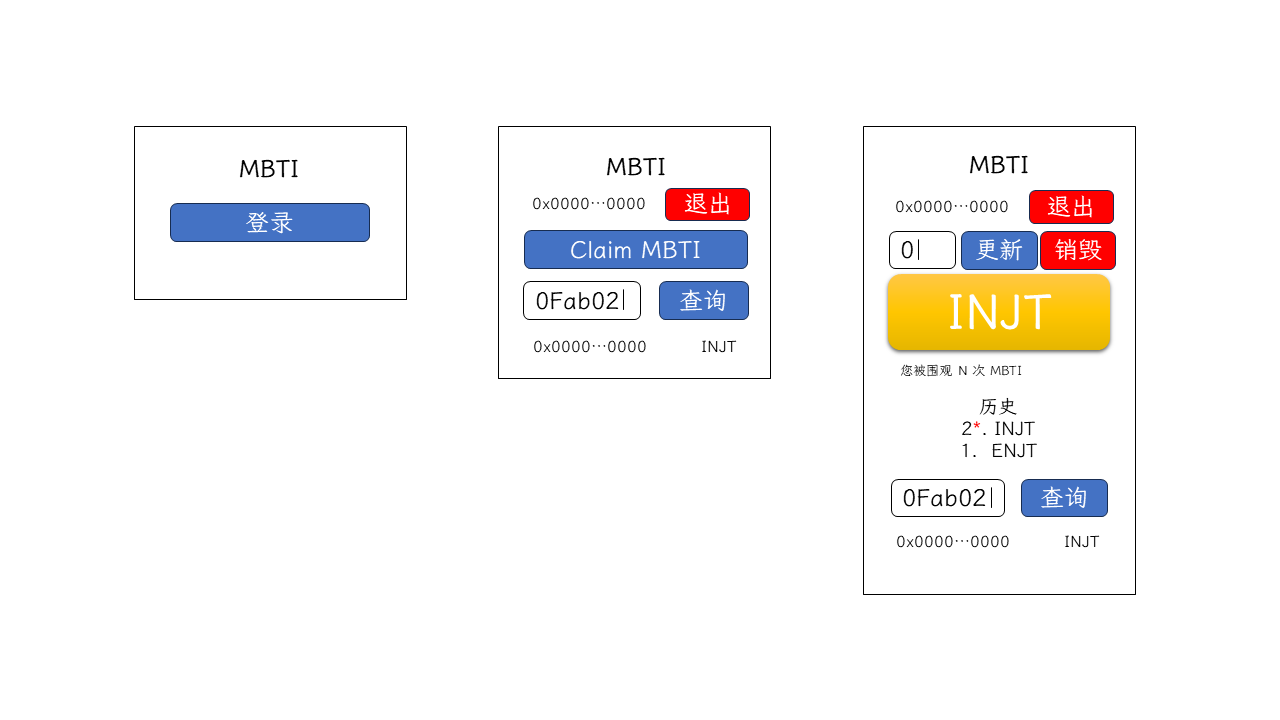 MBTI
登录
MBTI
0x0000…0000 退出
Claim MBTI
0Fab02 查询
0x0000…0000 INJT
MBTI
0x0000…0000 退出
0 更新 销毁
INJT
您被围观 N 次 MBTI
历史
2*. INJT
1. ENJT
0Fab02 查询
0x0000…0000 INJT